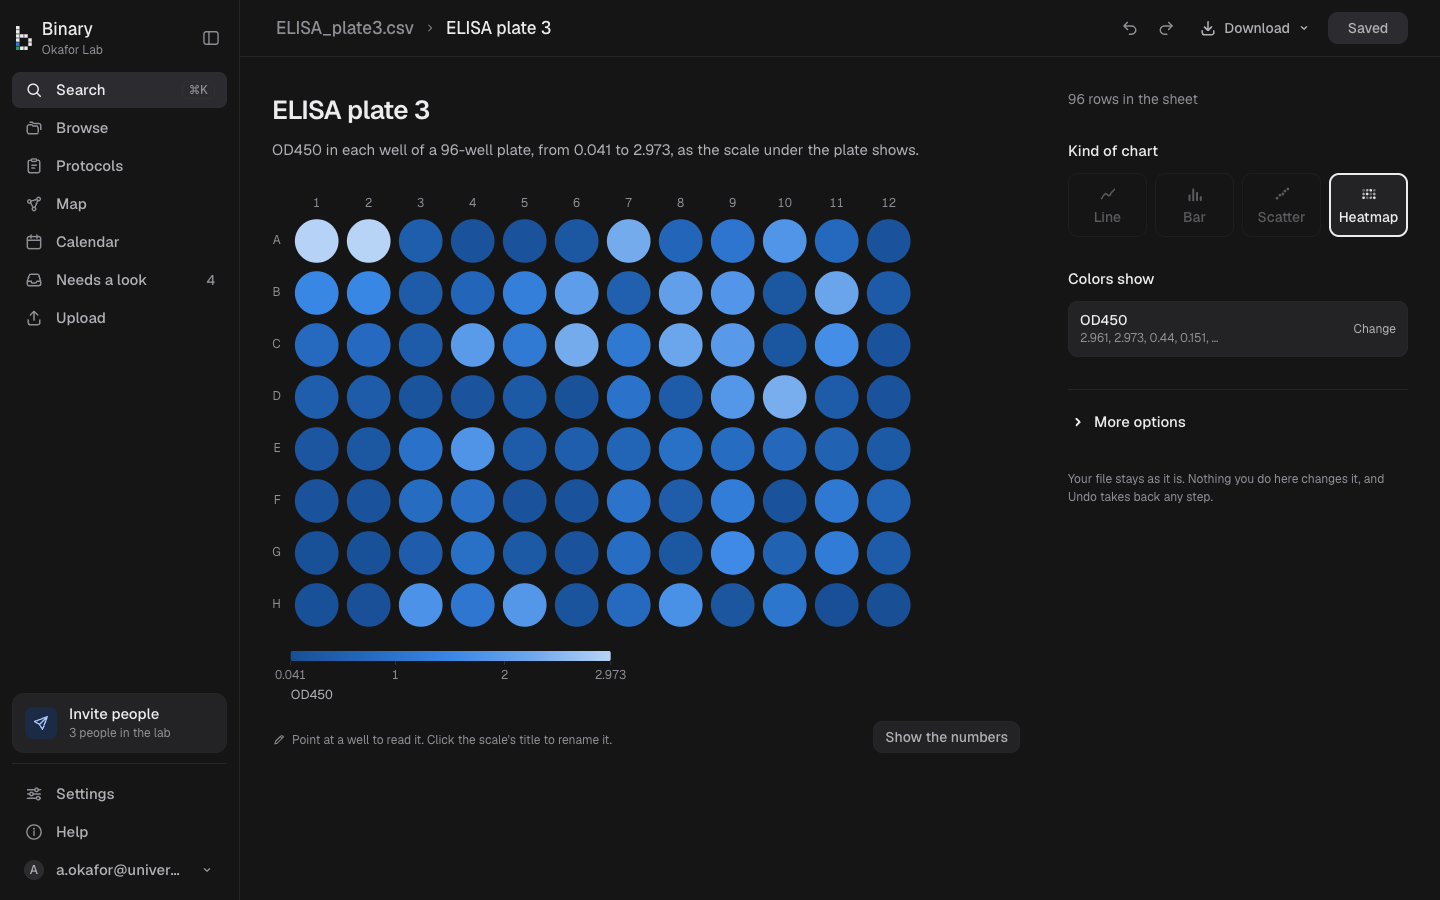 Binary
Okafor Lab
Search ⌘K
Browse
Protocols
Map
Calendar
Needs a look 4
Upload
Invite people
3 people in the lab
Settings
Help
A a.okafor@univer...
ELISA_plate3.csv › ELISA plate 3
Download
Saved
ELISA plate 3
OD450 in each well of a 96-well plate, from 0.041 to 2.973, as the scale under the plate shows.
1 2 3 4 5 6 7 8 9 10 11 12
A
B
C
D
E
F
G
H
0.041 1 2 2.973
OD450
Point at a well to read it. Click the scale's title to rename it.
Show the numbers
96 rows in the sheet
Kind of chart
Line Bar Scatter Heatmap
Colors show
OD450
2.961, 2.973, 0.44, 0.151, ...
Change
More options
Your file stays as it is. Nothing you do here changes it, and
Undo takes back any step.